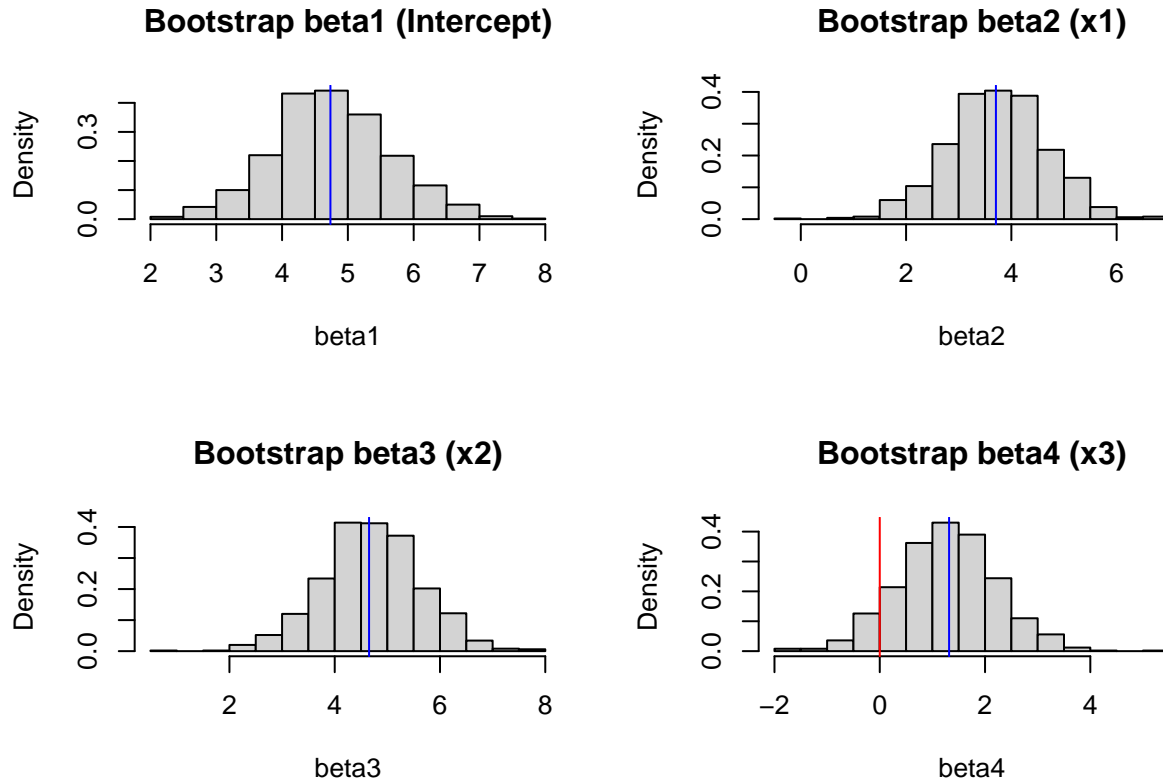 Bootstrap beta1 (Intercept)
Density
0.0 0.3
2 3 4 5 6 7 8
beta1
Bootstrap beta2 (x1)
Density
0.0 0.2 0.4
0 2 4 6
beta2
Bootstrap beta3 (x2)
Density
0.0 0.2 0.4
2 4 6 8
beta3
Bootstrap beta4 (x3)
Density
0.0 0.2 0.4
−2 0 2 4
beta4